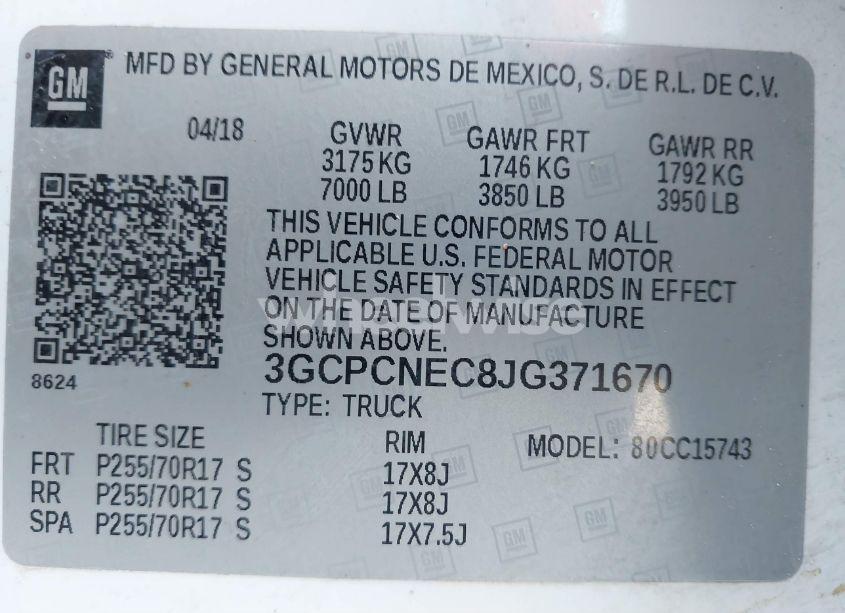 GM
MFD BY GENERAL MOTORS DE MEXICO, S. DE R.L. DE C.V.
04/18 GVWR GAWR FRT GAWR RR
3175 KG 1746 KG 1792 KG
7000 LB 3850 LB 3950 LB
THIS VEHICLE CONFORMS TO ALL
APPLICABLE U.S. FEDERAL MOTOR
VEHICLE SAFETY STANDARDS IN EFFECT
ON THE DATE OF MANUFACTURE
SHOWN ABOVE.
8624
3GCPCNEC8JG371670
TYPE: TRUCK
TIRE SIZE RIM MODEL: 80CC15743
FRT P255/70R17 S 17X8J
RR P255/70R17 S 17X8J
SPA P255/70R17 S 17X7.5J